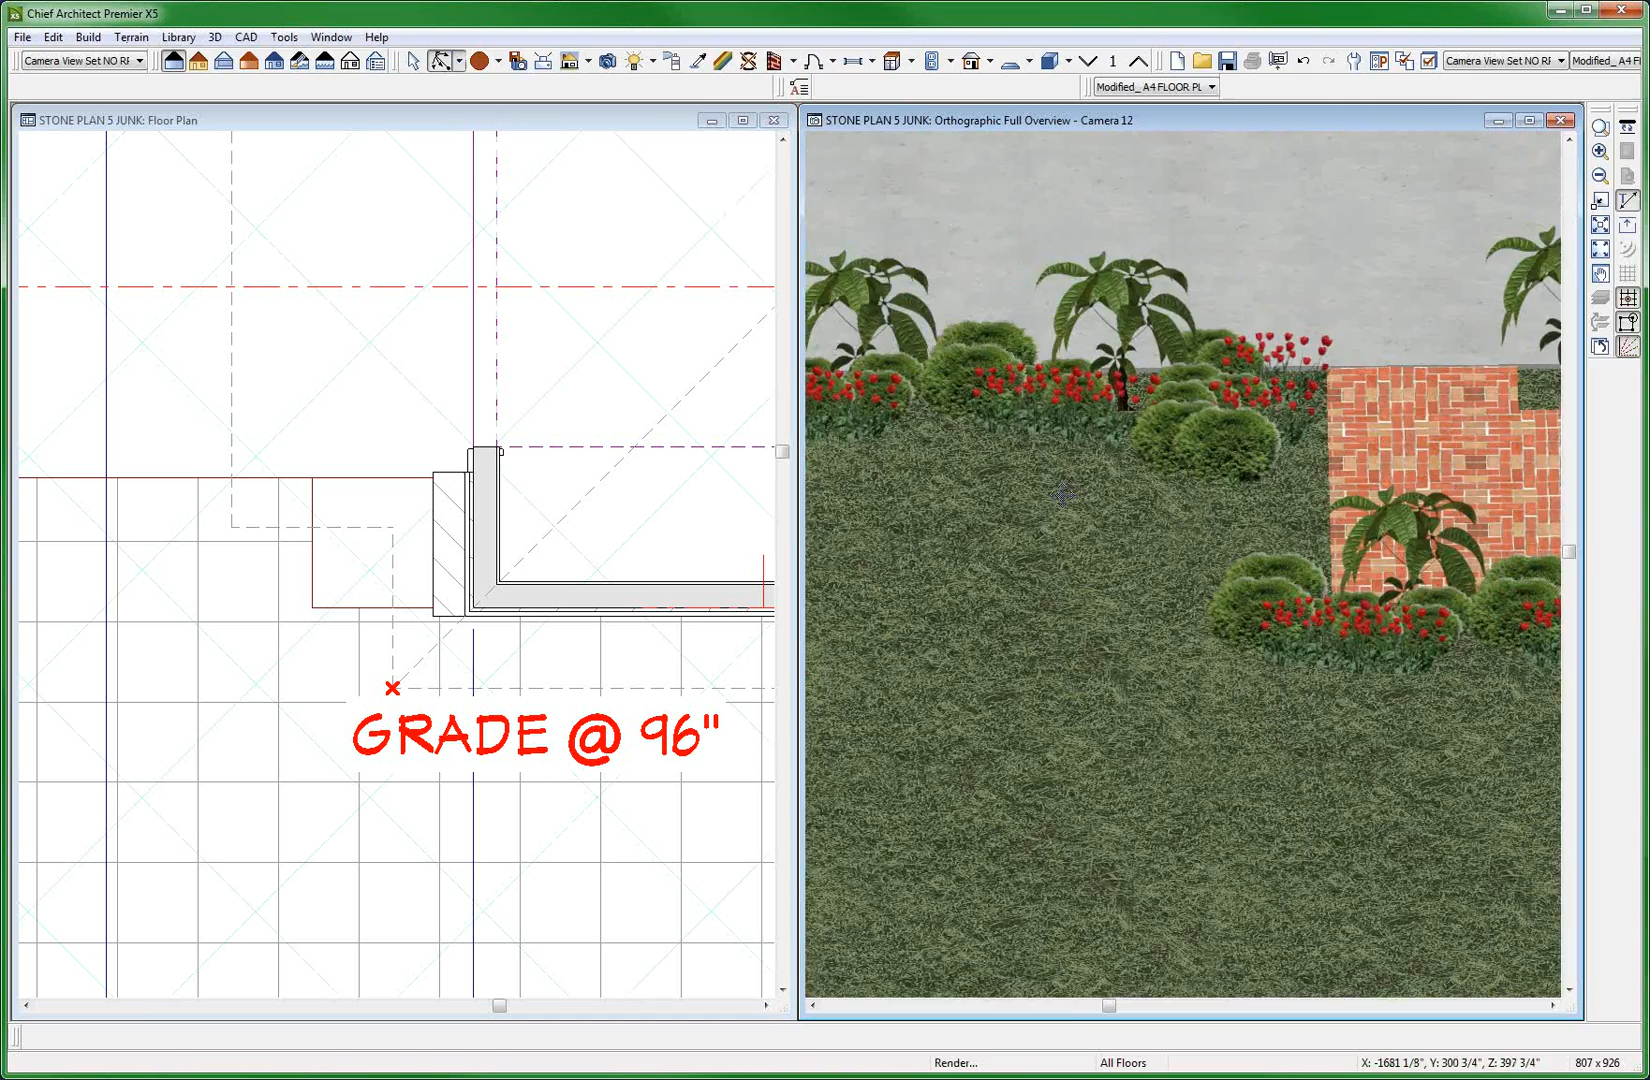 Chief Architect Premier X5
File Edit Build Terrain Library 3D CAD Tools Window Help
Camera View Set NO RF
1
Camera View Set NO RF
Modified_ A4 Fl
Modified_ A4 FLOOR PL
STONE PLAN 5 JUNK: Floor Plan
STONE PLAN 5 JUNK: Orthographic Full Overview - Camera 12
GRADE @ 96"
Render...
All Floors
X: -1681 1/8", Y: 300 3/4", Z: 397 3/4"
807 x 926